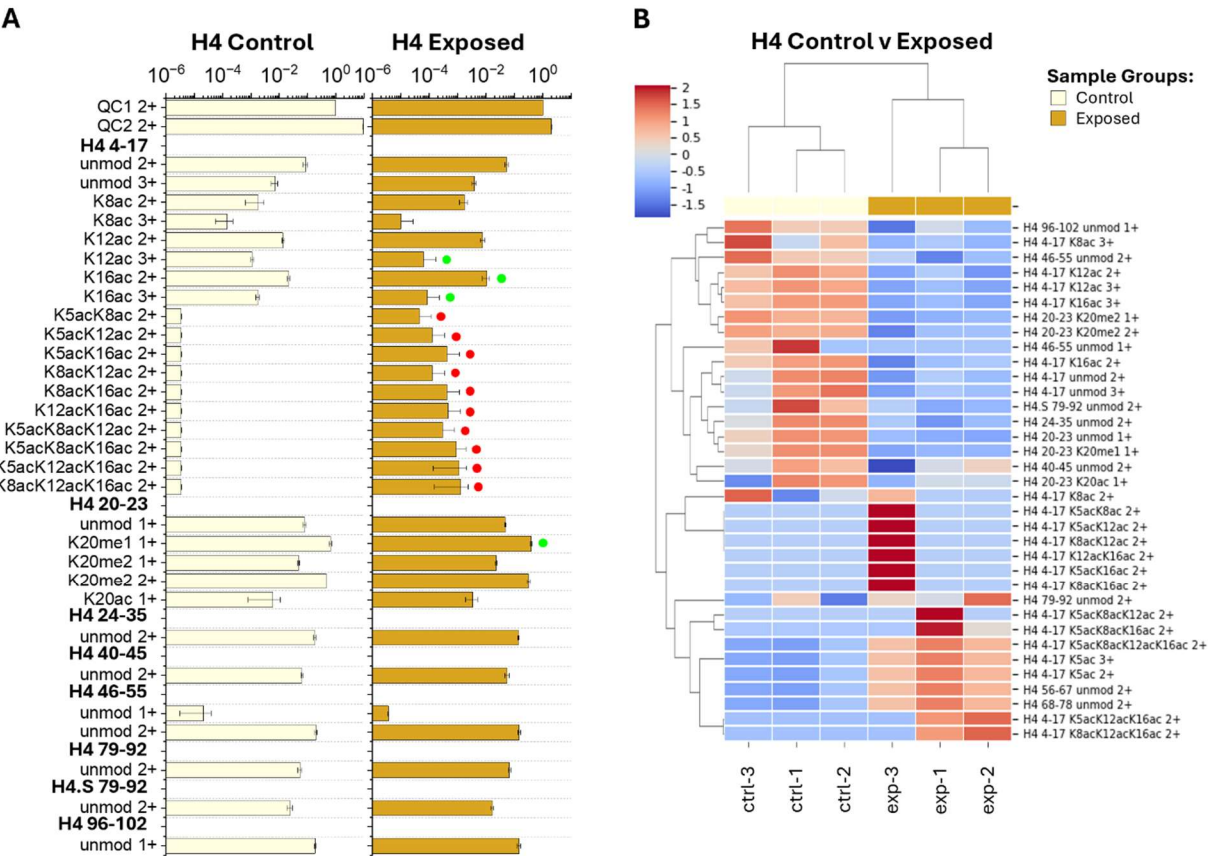 A
H4 Control
H4 Exposed
10⁻⁶ 10⁻⁴ 10⁻² 10⁰
10⁻⁶ 10⁻⁴ 10⁻² 10⁰
QC1 2+
QC2 2+
H4 4-17
unmod 2+
unmod 3+
K8ac 2+
K8ac 3+
K12ac 2+
K12ac 3+
K16ac 2+
K16ac 3+
K5acK8ac 2+
K5acK12ac 2+
K5acK16ac 2+
K8acK12ac 2+
K8acK16ac 2+
K12acK16ac 2+
K5acK8acK12ac 2+
K5acK8acK16ac 2+
K5acK12acK16ac 2+
K8acK12acK16ac 2+
H4 20-23
unmod 1+
K20me1 1+
K20me2 1+
K20me2 2+
K20ac 1+
H4 24-35
unmod 2+
H4 40-45
unmod 2+
H4 46-55
unmod 1+
unmod 2+
H4 79-92
unmod 2+
H4.S 79-92
unmod 2+
H4 96-102
unmod 1+
B
H4 Control v Exposed
Sample Groups:
Control
Exposed
2
1.5
1
0.5
0
-0.5
-1
-1.5
H4 96-102 unmod 1+
H4 4-17 K8ac 3+
H4 46-55 unmod 2+
H4 4-17 K12ac 2+
H4 4-17 K12ac 3+
H4 4-17 K16ac 3+
H4 20-23 K20me2 1+
H4 20-23 K20me2 2+
H4 46-55 unmod 1+
H4 4-17 K16ac 2+
H4 4-17 unmod 2+
H4 4-17 unmod 3+
H4.S 79-92 unmod 2+
H4 24-35 unmod 2+
H4 20-23 unmod 1+
H4 20-23 K20me1 1+
H4 40-45 unmod 2+
H4 20-23 K20ac 1+
H4 4-17 K8ac 2+
H4 4-17 K5acK8ac 2+
H4 4-17 K5acK12ac 2+
H4 4-17 K8acK12ac 2+
H4 4-17 K12acK16ac 2+
H4 4-17 K5acK16ac 2+
H4 4-17 K8acK16ac 2+
H4 79-92 unmod 2+
H4 4-17 K5acK8acK12ac 2+
H4 4-17 K5acK8acK16ac 2+
H4 4-17 K5acK8acK12acK16ac 2+
H4 4-17 K5ac 3+
H4 4-17 K5ac 2+
H4 56-67 unmod 2+
H4 68-78 unmod 2+
H4 4-17 K5acK12acK16ac 2+
H4 4-17 K8acK12acK16ac 2+
ctrl-3
ctrl-1
ctrl-2
exp-3
exp-1
exp-2